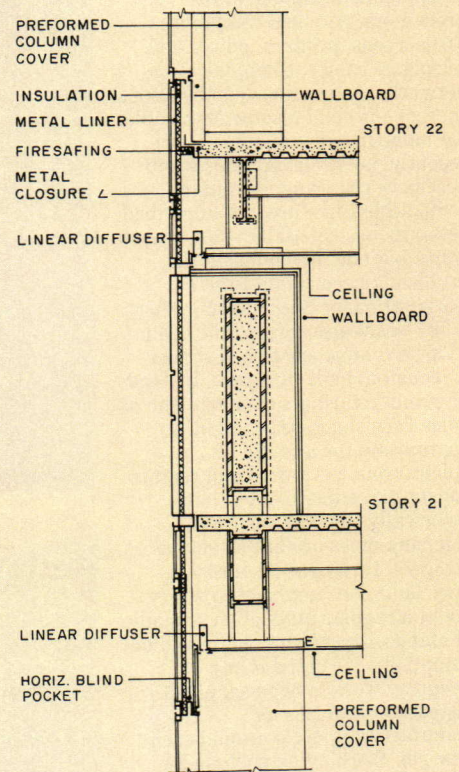 PREFORMED
COLUMN
COVER
INSULATION
WALLBOARD
METAL LINER
STORY 22
FIRESAFING
METAL
CLOSURE ∠
LINEAR DIFFUSER
CEILING
WALLBOARD
STORY 21
LINEAR DIFFUSER
E
CEILING
HORIZ. BLIND
POCKET
PREFORMED
COLUMN
COVER